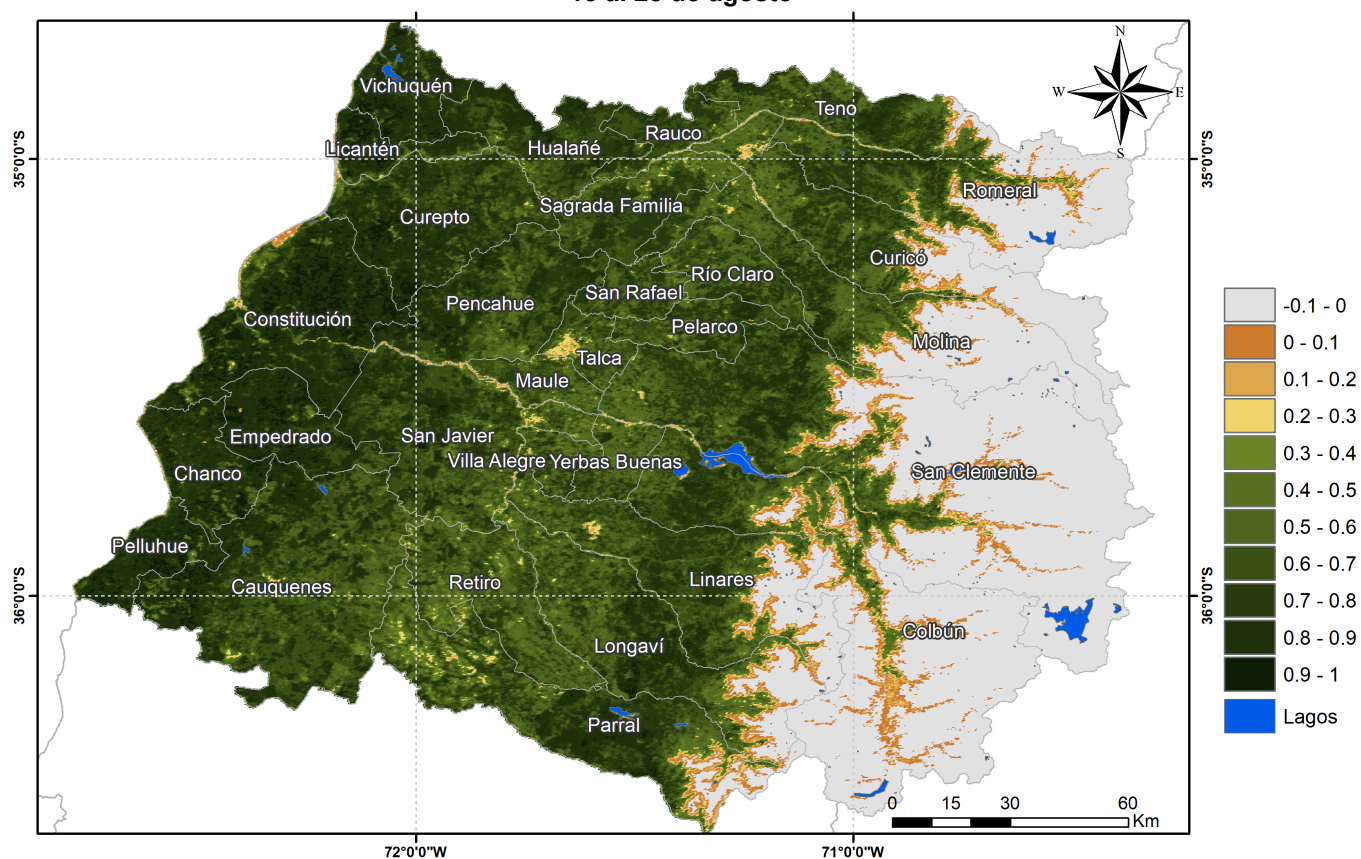 N
W E
S
Vichuquén
Teno
Rauco
Hualañé
Licantén
35°0'0"S
35°0'0"S
Romeral
Sagrada Familia
Curepto
Curicó
Río Claro
San Rafael
Pencahue
Constitución
Pelarco
Molina
Talca
Maule
Empedrado
San Javier
Villa Alegre
Yerbas Buenas
Chanco
San Clemente
Pelluhue
Linares
Retiro
Cauquenes
36°0'0"S
36°0'0"S
Colbún
Longaví
Parral
-0.1 - 0
0 - 0.1
0.1 - 0.2
0.2 - 0.3
0.3 - 0.4
0.4 - 0.5
0.5 - 0.6
0.6 - 0.7
0.7 - 0.8
0.8 - 0.9
0.9 - 1
Lagos
0 15 30 60
Km
72°0'0"W
71°0'0"W